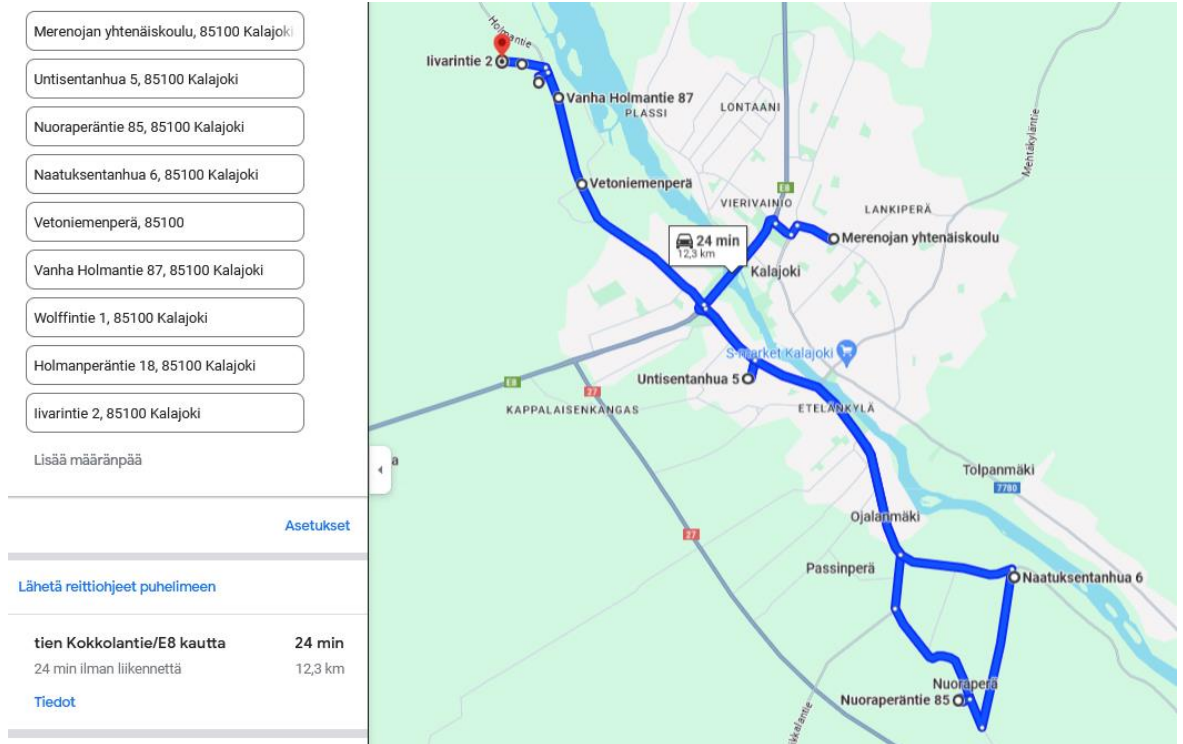 Merenojan yhtenäiskoulu, 85100 Kalajok
Untisentanhua 5, 85100 Kalajoki
Nuoraperäntie 85, 85100 Kalajoki
Naatuksentanhua 6, 85100 Kalajoki
Vetoniemenperä, 85100
Vanha Holmantie 87, 85100 Kalajoki
Wolffintie 1, 85100 Kalajoki
Holmanperäntie 18, 85100 Kalajoki
Iivarintie 2, 85100 Kalajoki
Lisää määränpää
Asetukset
Lähetä reittiohjeet puhelimeen
tien Kokkolantie/E8 kautta 24 min
24 min ilman liikennettä 12,3 km
Tiedot
Holmantie
Iivarintie 2
Vanha Holmantie 87
PLASSI
LONTAANI
Mehtäkyläntie
Vetoniemenperä
E8
VIERIVAINIO
LANKIPERÄ
24 min
12,3 km
Merenojan yhtenäiskoulu
Kalajoki
S-market Kalajoki
Untisentanhua 5
E8
27
KAPPALAISENKANGAS
ETELÄNKYLÄ
a
Tolpanmäki
7780
Ojalanmäki
27
Passinperä
Naatuksentanhua 6
Nuoraperä
Nuoraperäntie 85
ikkalantie